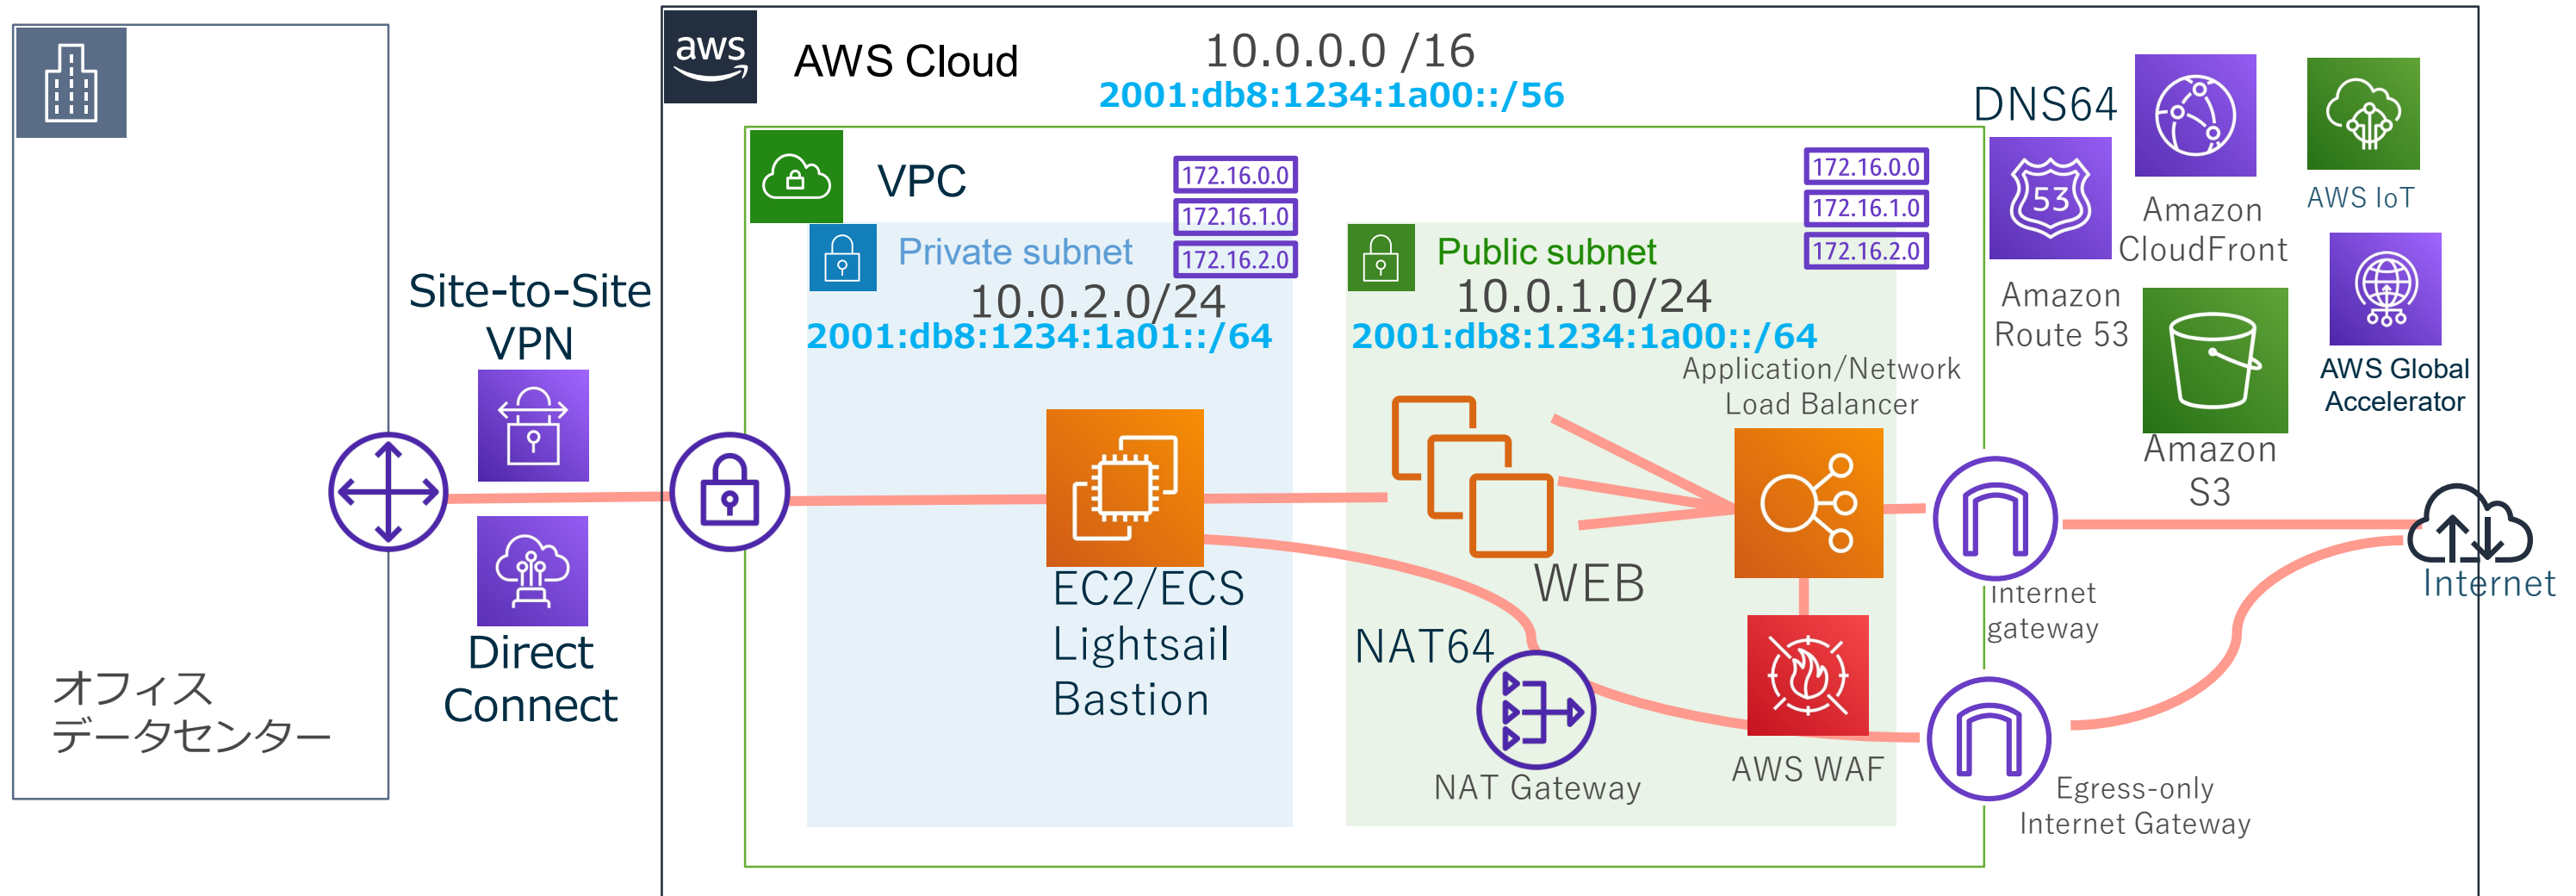 aws
AWS Cloud
10.0.0.0 /16
2001:db8:1234:1a00::/56
VPC
172.16.0.0
172.16.1.0
172.16.2.0
172.16.0.0
172.16.1.0
172.16.2.0
Private subnet
10.0.2.0/24
2001:db8:1234:1a01::/64
Public subnet
10.0.1.0/24
2001:db8:1234:1a00::/64
DNS64
53
Amazon
Route 53
Amazon
CloudFront
AWS IoT
AWS Global
Accelerator
Amazon
S3
Site-to-Site
VPN
Direct
Connect
オフィス
データセンター
EC2/ECS
Lightsail
Bastion
WEB
Application/Network
Load Balancer
NAT64
NAT Gateway
AWS WAF
Internet
gateway
Egress-only
Internet Gateway
Internet